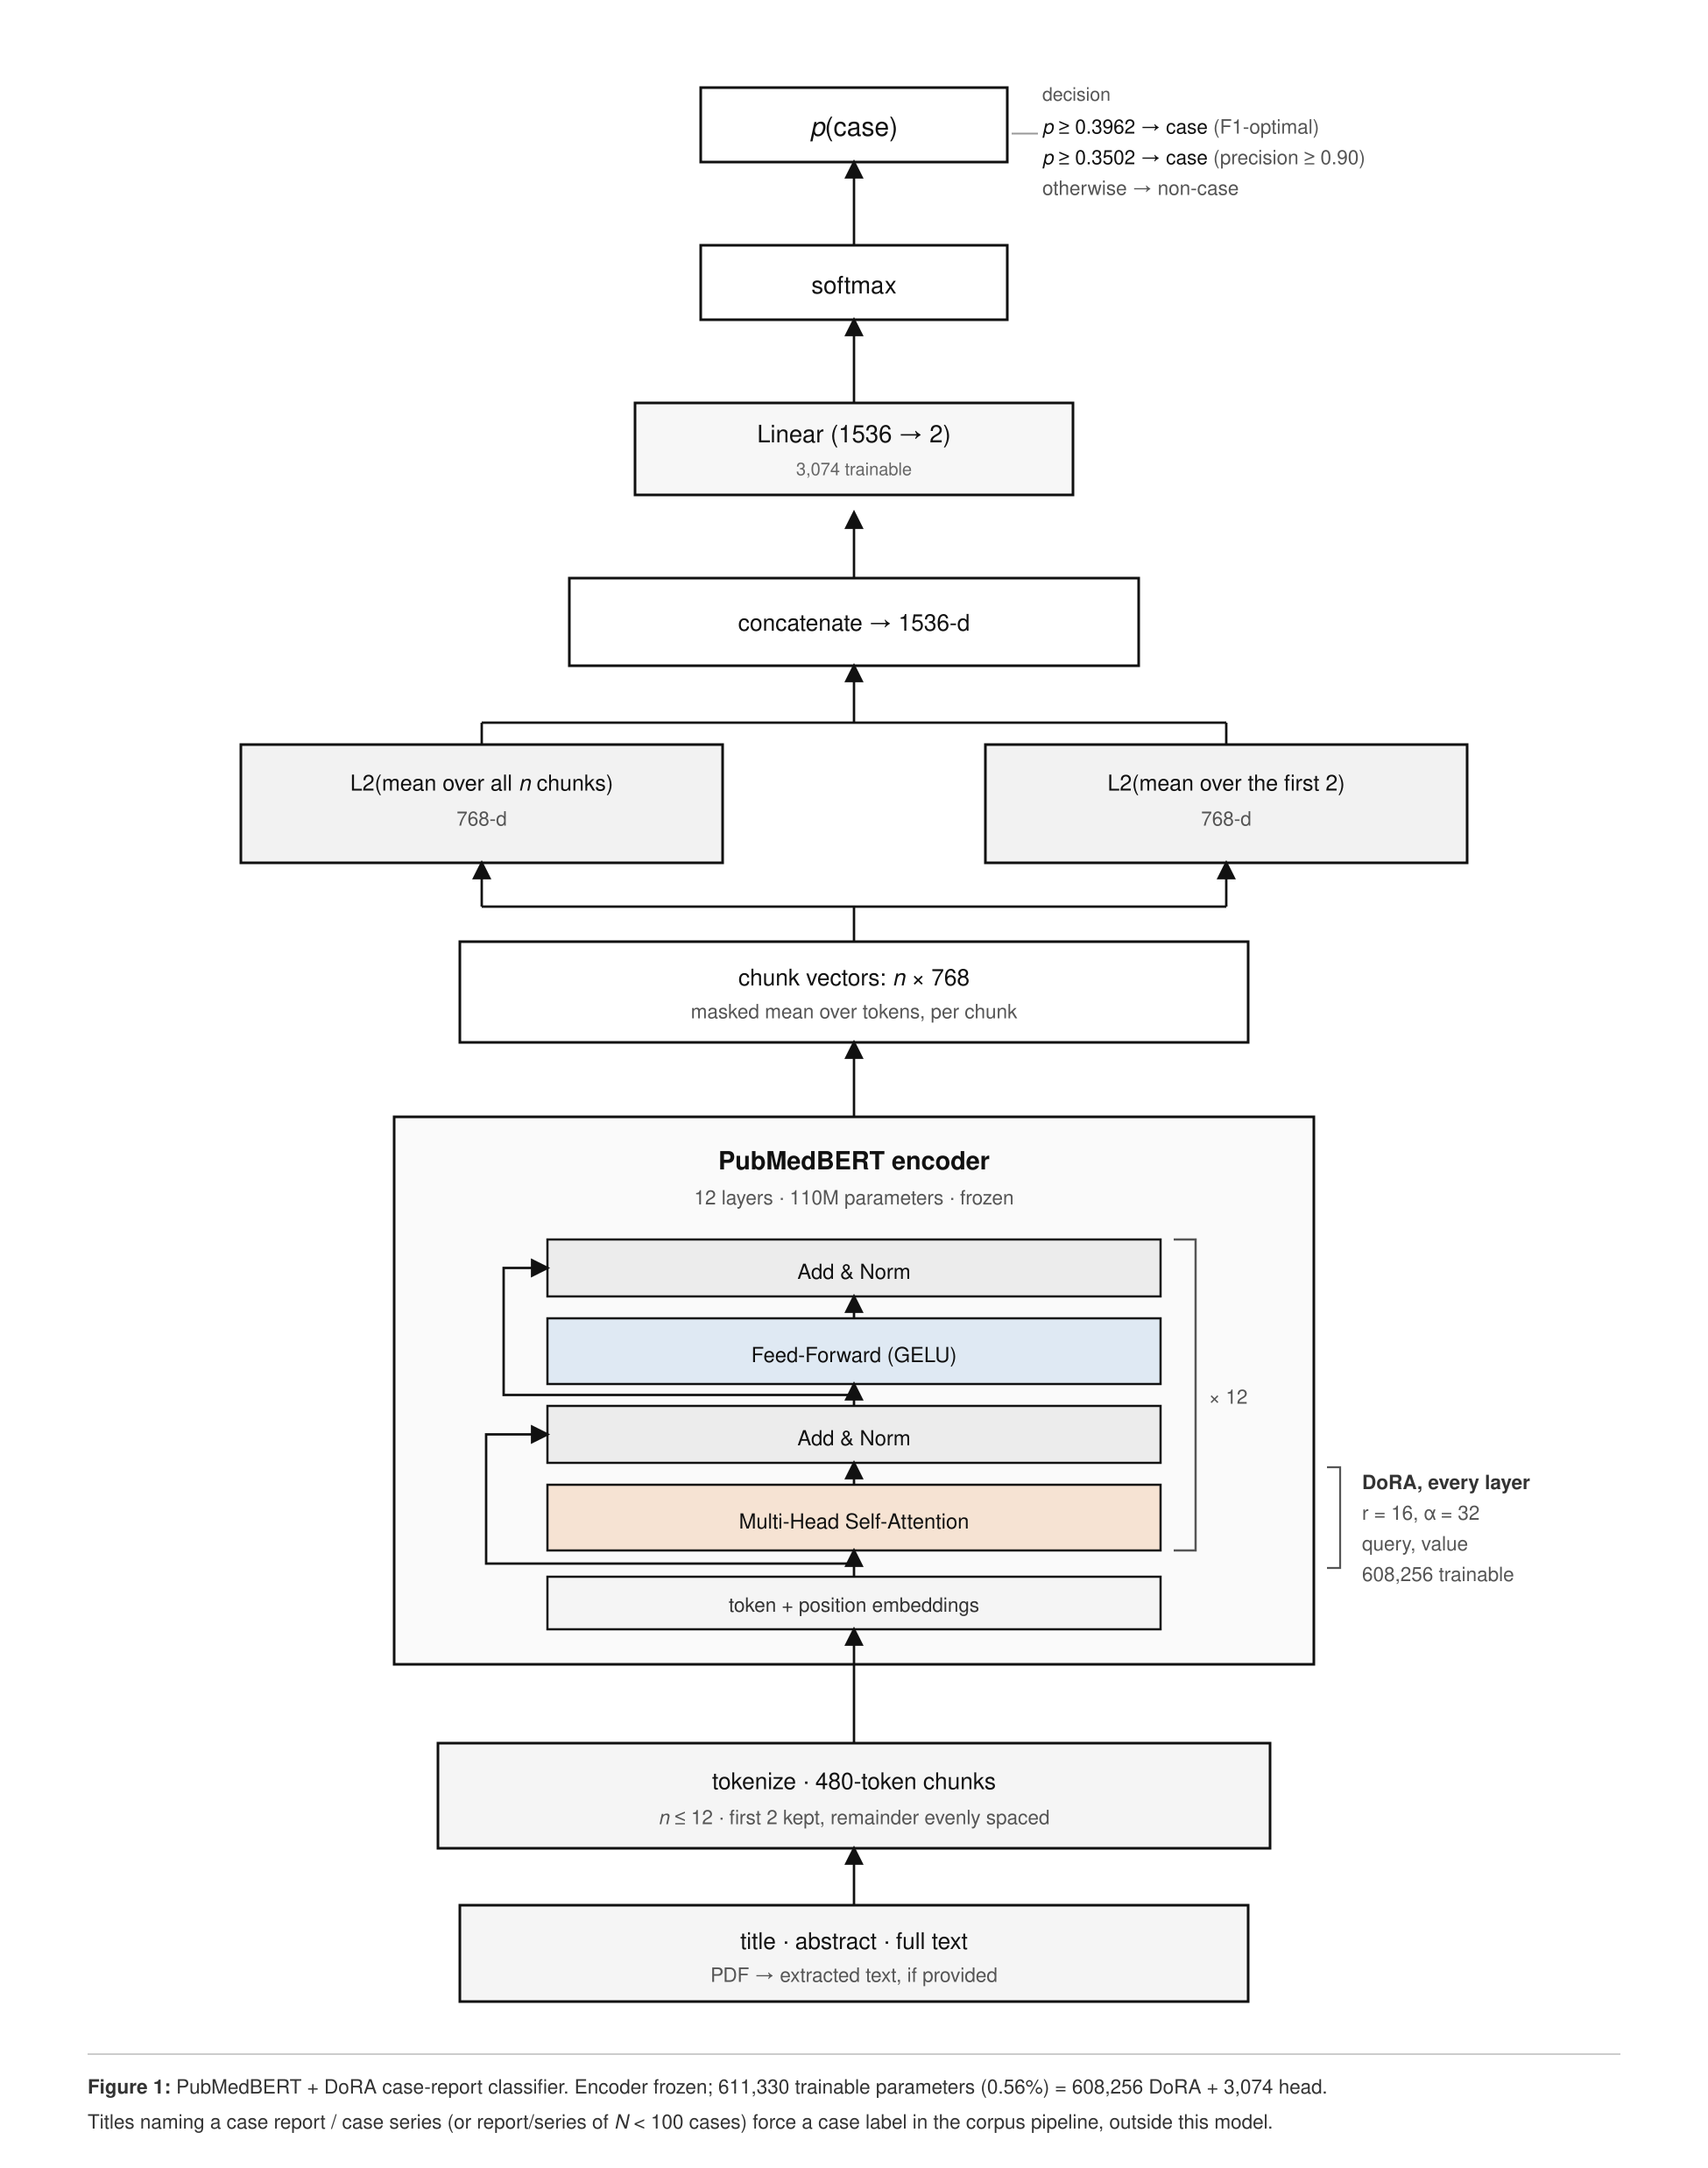 p(case)
decision
p ≥ 0.3962 → case (F1-optimal)
p ≥ 0.3502 → case (precision ≥ 0.90)
otherwise → non-case
softmax
Linear (1536 → 2)
3,074 trainable
concatenate → 1536-d
L2(mean over all n chunks)
768-d
L2(mean over the first 2)
768-d
chunk vectors: n × 768
masked mean over tokens, per chunk
PubMedBERT encoder
12 layers · 110M parameters · frozen
Add & Norm
Feed-Forward (GELU)
× 12
Add & Norm
Multi-Head Self-Attention
token + position embeddings
DoRA, every layer
r = 16, α = 32
query, value
608,256 trainable
tokenize · 480-token chunks
n ≤ 12 · first 2 kept, remainder evenly spaced
title · abstract · full text
PDF → extracted text, if provided
Figure 1: PubMedBERT + DoRA case-report classifier. Encoder frozen; 611,330 trainable parameters (0.56%) = 608,256 DoRA + 3,074 head.
Titles naming a case report / case series (or report/series of N < 100 cases) force a case label in the corpus pipeline, outside this model.